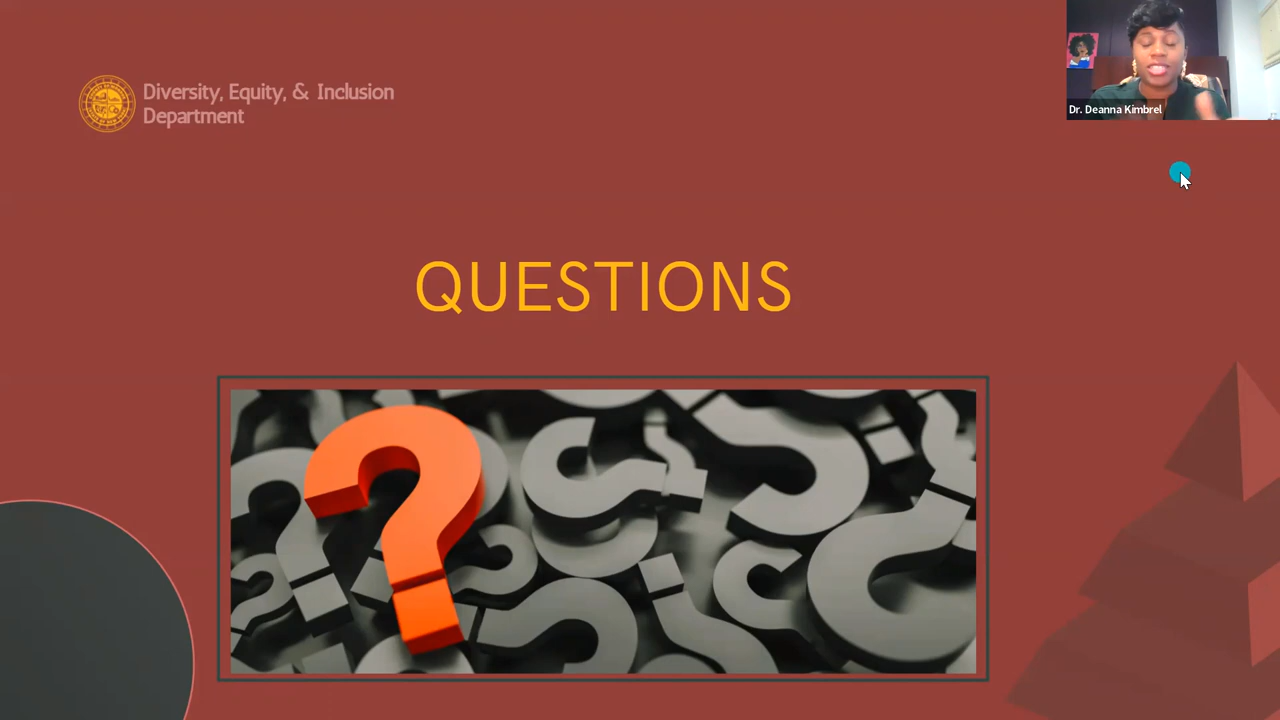 Diversity, Equity, & Inclusion
Department
Dr. Deanna Kimbrel
QUESTIONS